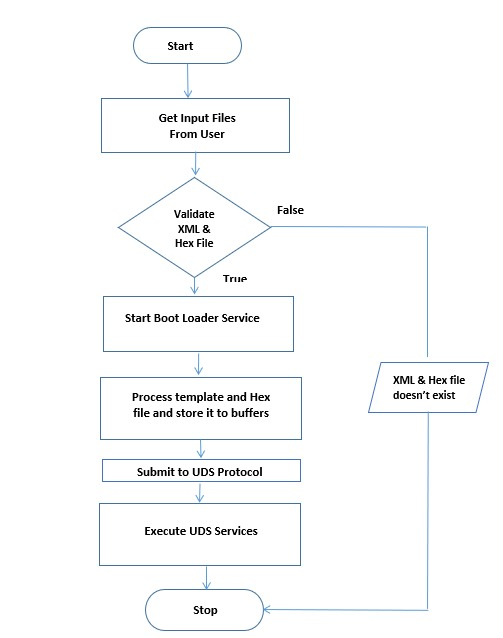 Start
Get Input Files
From User
Validate
XML &
Hex File
False
True
Start Boot Loader Service
XML & Hex file
doesn't exist
Process template and Hex
file and store it to buffers
Submit to UDS Protocol
Execute UDS Services
Stop